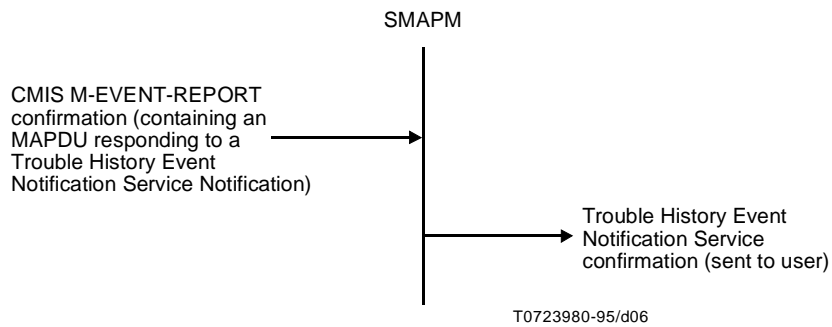 SMAPM
CMIS M-EVENT-REPORT
confirmation (containing an
MAPDU responding to a
Trouble History Event
Notification Service Notification)
Trouble History Event
Notification Service
confirmation (sent to user)
T0723980-95/d06